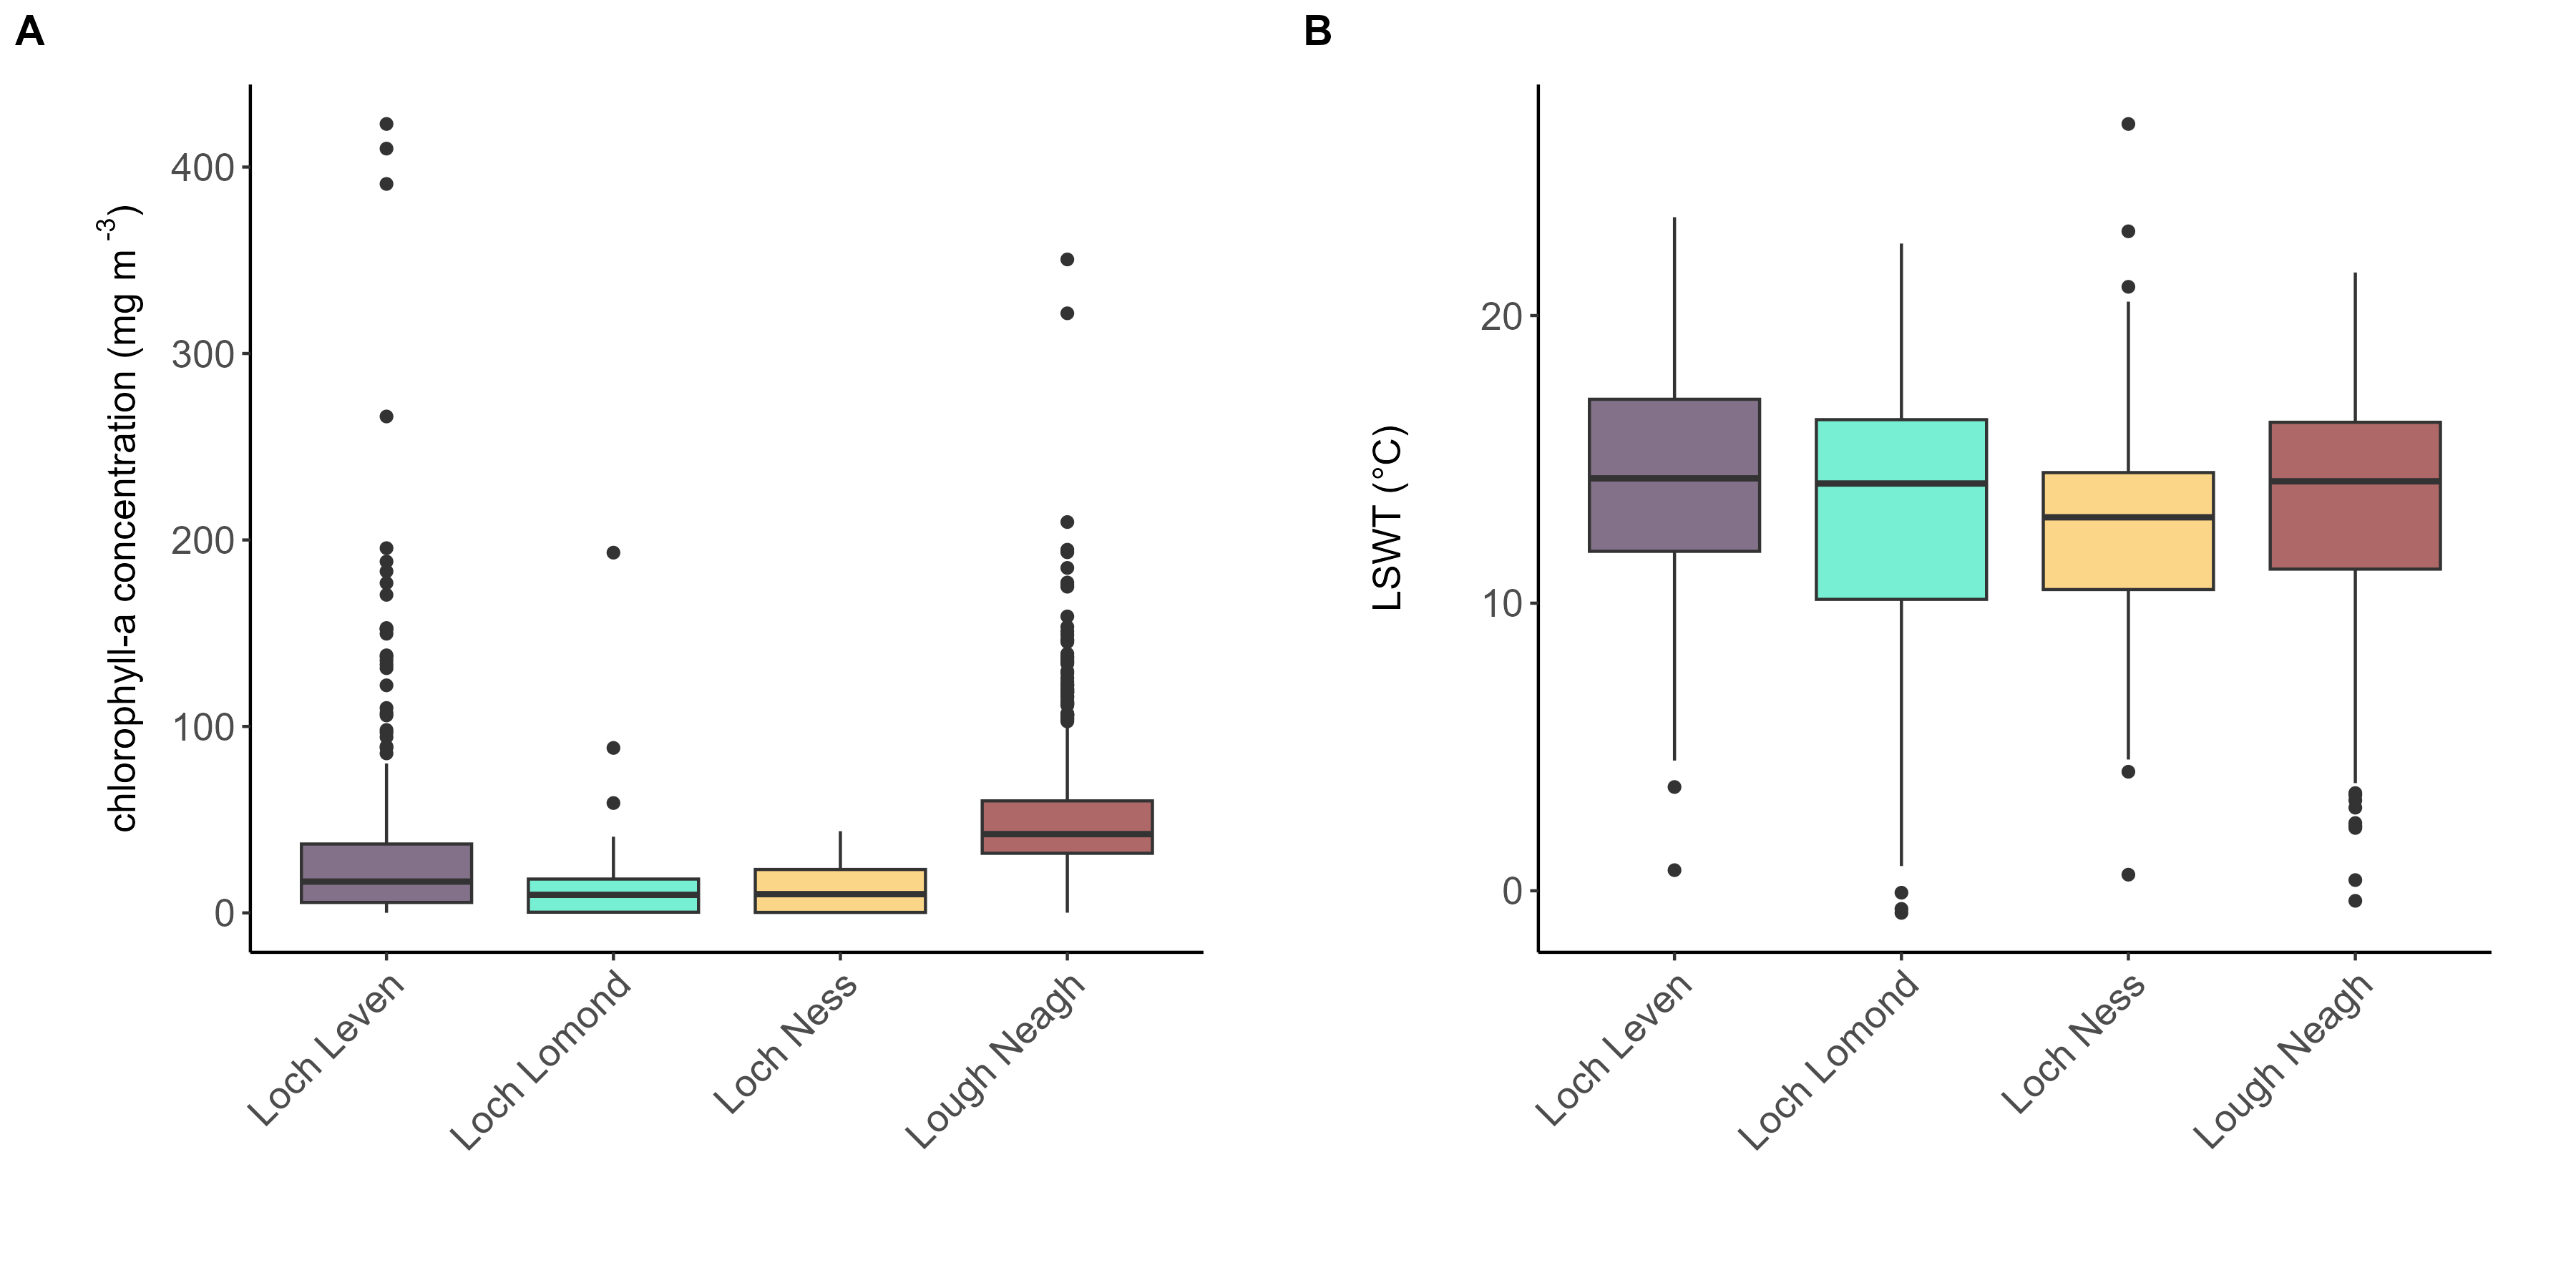 A
chlorophyll-a concentration (mg m -3)
400
300
200
100
0
Loch Leven
Loch Lomond
Loch Ness
Lough Neagh
B
LSWT (°C)
20
10
0
Loch Leven
Loch Lomond
Loch Ness
Lough Neagh